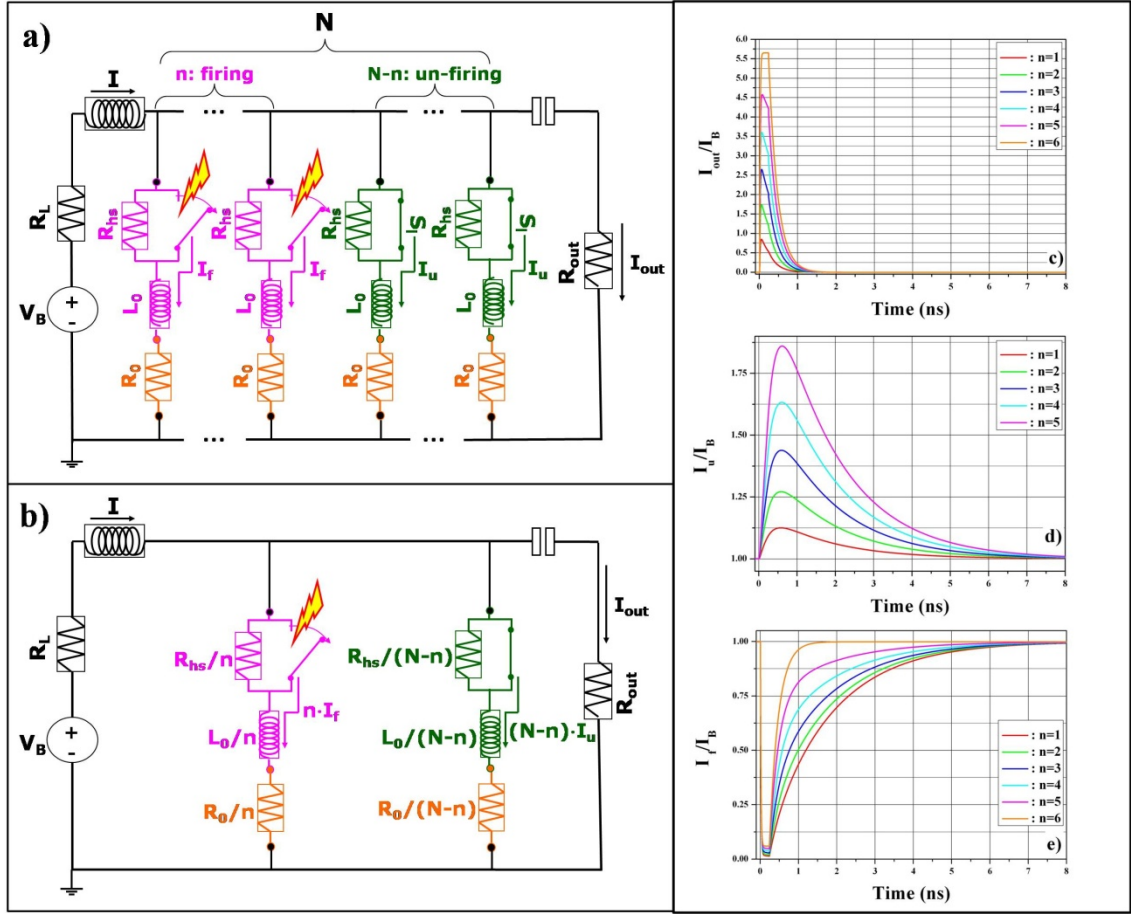 a)
N
n: firing
N-n: un-firing
I
...
...
R_L
R_hs
R_hs
R_hs
R_hs
S
S
I_f
I_f
I_u
I_u
R_out
I_out
V_B
+
-
L_0
L_0
L_0
L_0
R_0
R_0
R_0
R_0
...
...
b)
I
I_out
R_L
R_hs/n
R_hs/(N-n)
R_out
n·I_f
(N-n)·I_u
V_B
+
-
L_0/n
L_0/(N-n)
R_0/n
R_0/(N-n)
I_out/I_B
6.0
5.5
5.0
4.5
4.0
3.5
3.0
2.5
2.0
1.5
1.0
0.5
0.0
: n=1
: n=2
: n=3
: n=4
: n=5
: n=6
c)
0 1 2 3 4 5 6 7 8
Time (ns)
I_u/I_B
1.75
1.50
1.25
1.00
: n=1
: n=2
: n=3
: n=4
: n=5
d)
0 1 2 3 4 5 6 7 8
Time (ns)
I_f/I_B
1.00
0.75
0.50
0.25
0.00
: n=1
: n=2
: n=3
: n=4
: n=5
: n=6
e)
0 1 2 3 4 5 6 7 8
Time (ns)